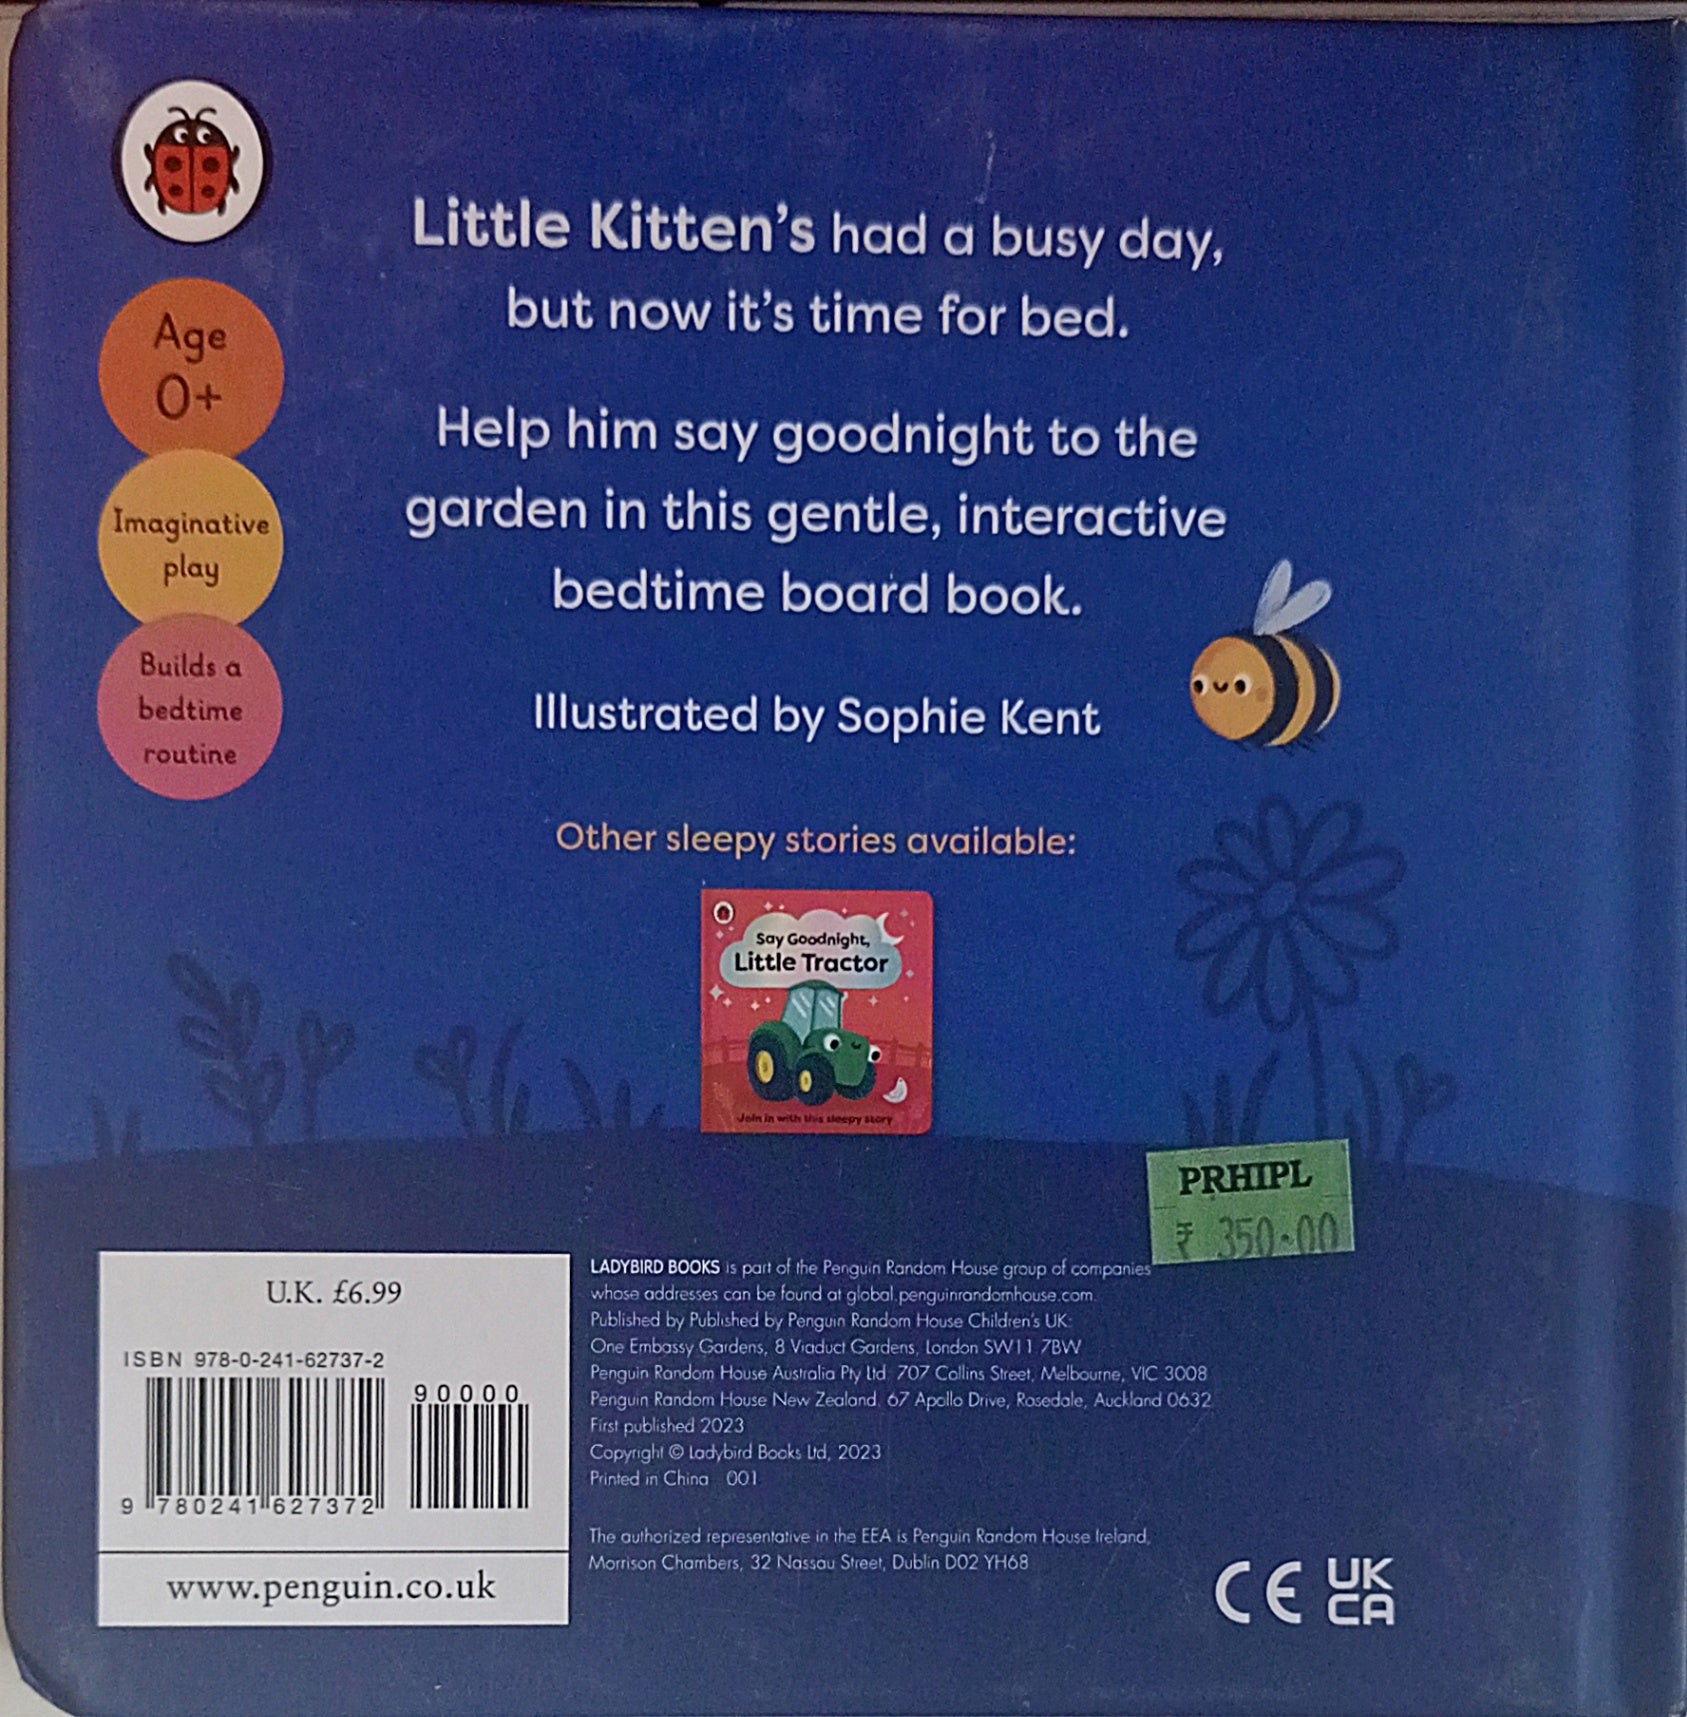 Little Kitten's had a busy day,
but now it's time for bed.
Help him say goodnight to the
garden in this gentle, interactive
bedtime board book.
Illustrated by Sophie Kent
Age
0+
Imaginative
play
Builds a
bedtime
routine
Other sleepy stories available:
Say Goodnight,
Little Tractor
Join in with this sleepy story
PRHIPL
₹ 350.00
U.K. £6.99
ISBN 978-0-241-62737-2
90000
9 780241 627372
www.penguin.co.uk
LADYBIRD BOOKS is part of the Penguin Random House group of companies
whose addresses can be found at global.penguinrandomhouse.com.
Published by Published by Penguin Random House Children's UK:
One Embassy Gardens, 8 Viaduct Gardens, London SW11 7BW
Penguin Random House Australia Pty Ltd: 707 Collins Street, Melbourne, VIC 3008
Penguin Random House New Zealand: 67 Apollo Drive, Rosedale, Auckland 0632
First published 2023
Copyright © Ladybird Books Ltd, 2023
Printed in China 001
The authorized representative in the EEA is Penguin Random House Ireland,
Morrison Chambers, 32 Nassau Street, Dublin D02 YH68
CE
UK
CA